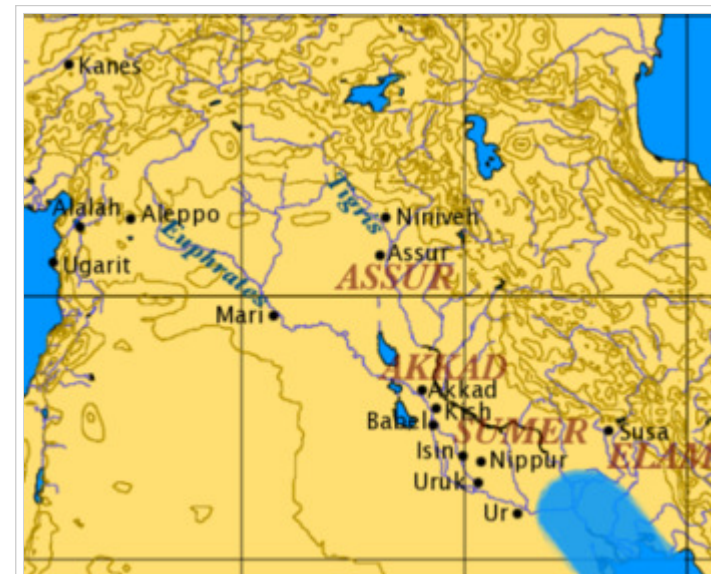 Kanes
Tigris
Alalah
Aleppo
Niniveh
Euphrates
Assur
Ugarit
ASSUR
Mari
AKKAD
Akkad
Kish
Babel
SUMER
Susa
Isin
Nippur
ELAM
Uruk
Ur